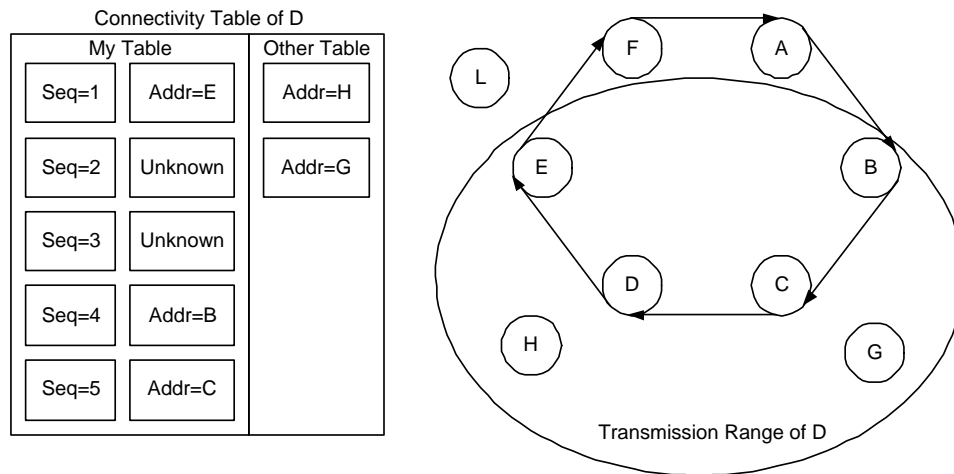 Connectivity Table of D
My Table
Other Table
Seq=1
Addr=E
Addr=H
Seq=2
Unknown
Addr=G
Seq=3
Unknown
Seq=4
Addr=B
Seq=5
Addr=C
F
A
L
E
B
D
C
H
G
Transmission Range of D